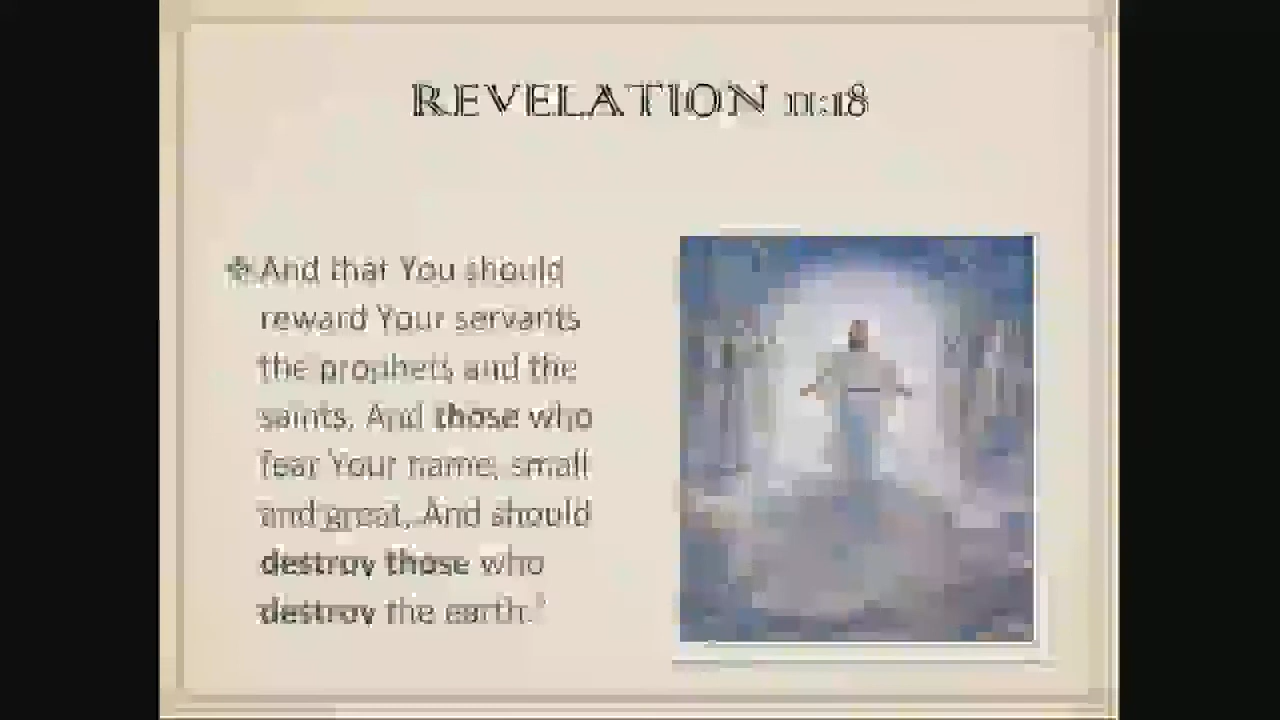 REVELATION 11:18
And that You should
reward Your servants
the prophets and the
saints, And those who
fear Your name, small
and great, And should
destroy those who
destroy the earth."